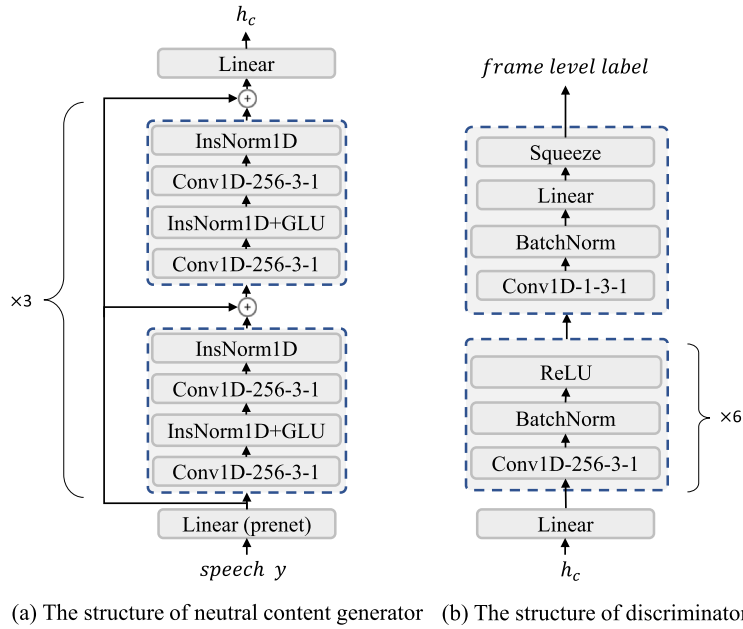 h_c
Linear
+
InsNorm1D
Conv1D-256-3-1
InsNorm1D+GLU
Conv1D-256-3-1
×3
+
InsNorm1D
Conv1D-256-3-1
InsNorm1D+GLU
Conv1D-256-3-1
Linear (prenet)
speech y
(a) The structure of neutral content generator
frame level label
Squeeze
Linear
BatchNorm
Conv1D-1-3-1
ReLU
BatchNorm
Conv1D-256-3-1
×6
Linear
h_c
(b) The structure of discriminator